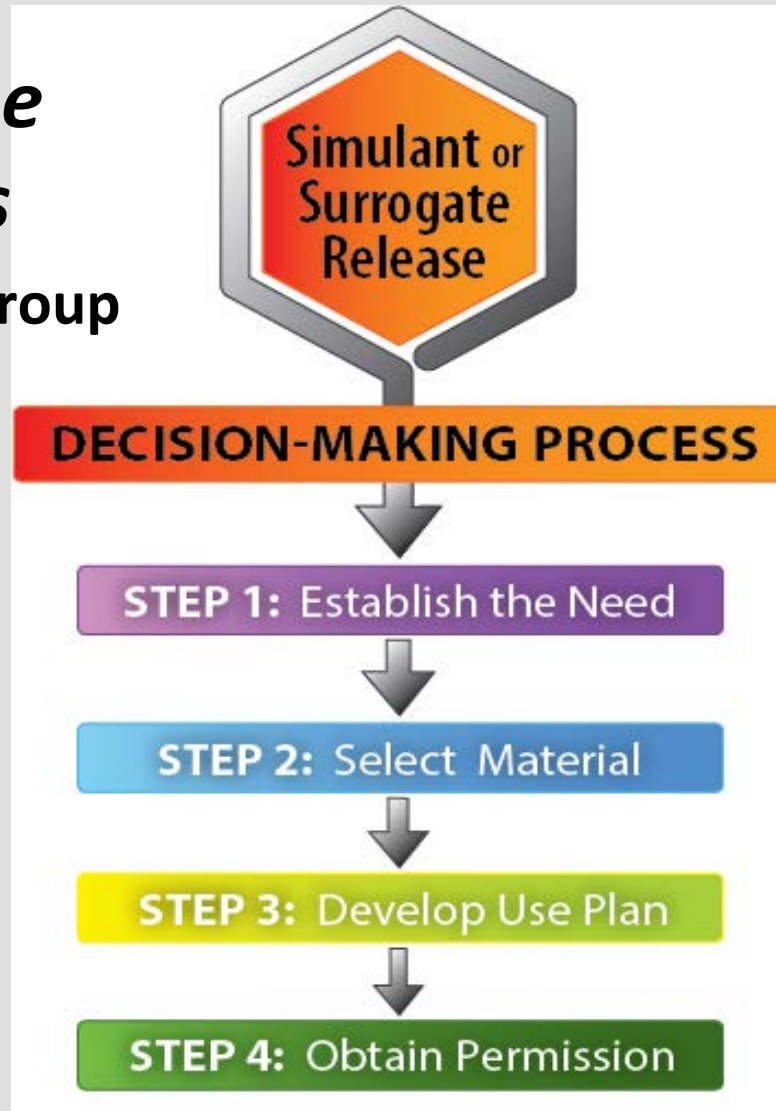 e
s
roup
Simulant or
Surrogate
Release
DECISION-MAKING PROCESS
STEP 1: Establish the Need
STEP 2: Select Material
STEP 3: Develop Use Plan
STEP 4: Obtain Permission